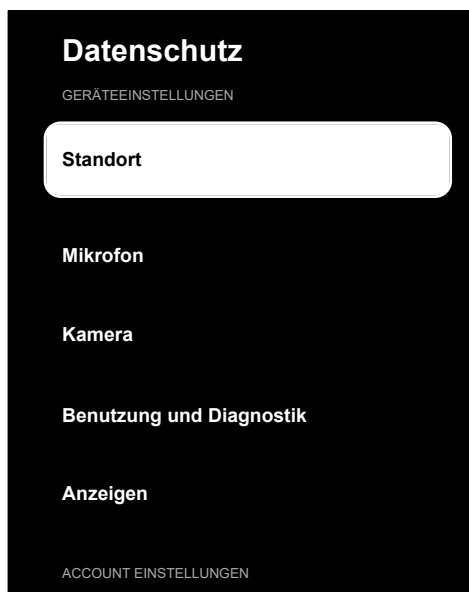 Datenschutz
GERÄTEEINSTELLUNGEN
Standort
Mikrofon
Kamera
Benutzung und Diagnostik
Anzeigen
ACCOUNT EINSTELLUNGEN